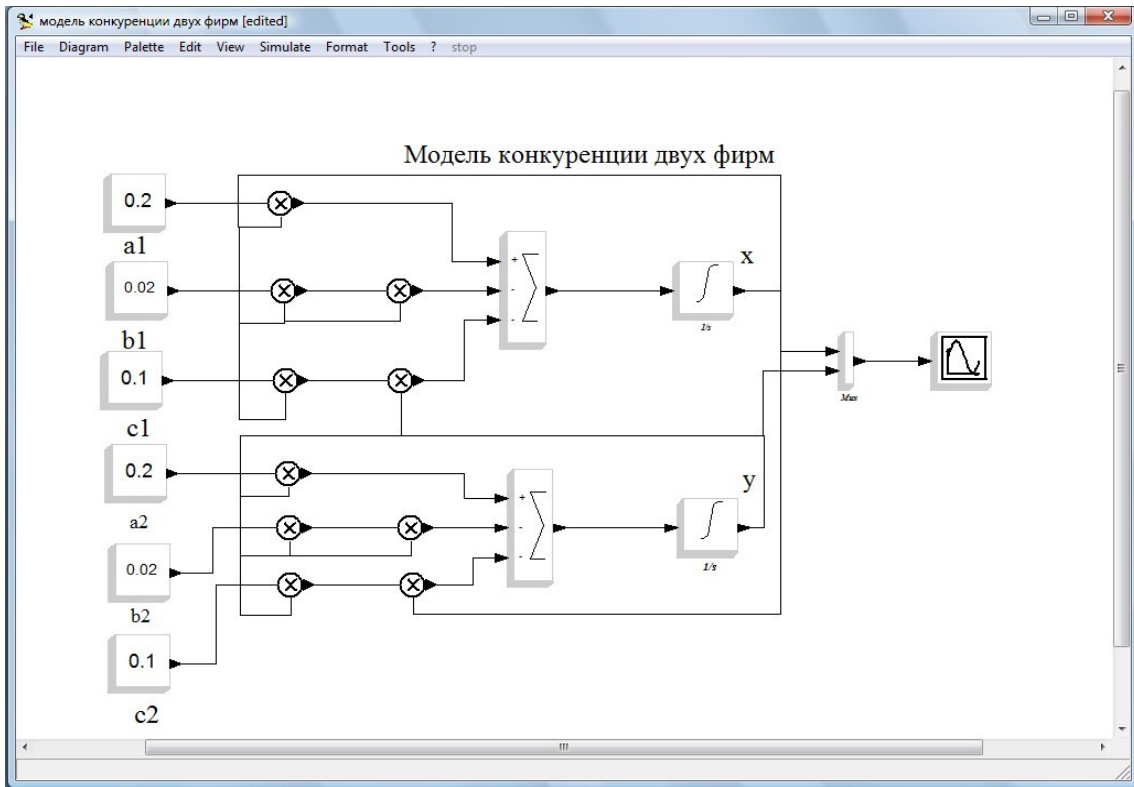 модель конкуренции двух фирм [edited]
File Diagram Palette Edit View Simulate Format Tools ? stop
Модель конкуренции двух фирм
0.2
a1
0.02
b1
0.1
c1
+
-
-
1/s
x
Mux
0.2
a2
0.02
b2
0.1
c2
+
-
-
1/s
y